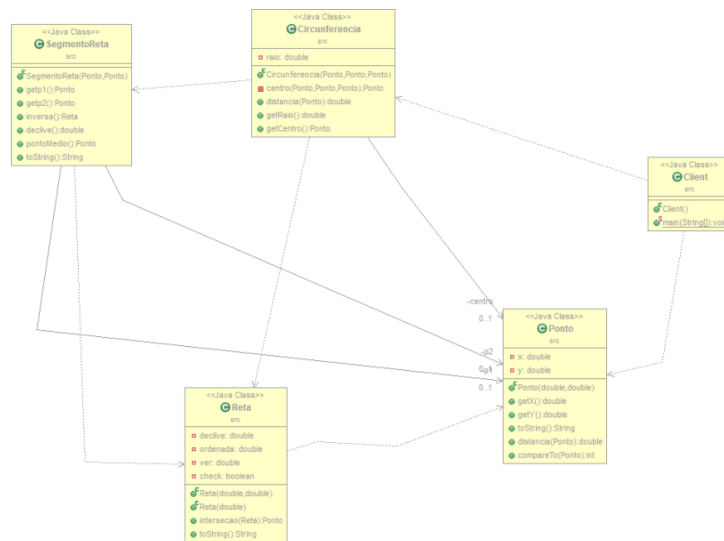 <<Java Class>>
SegmentoReta
src
SegmentoReta(Ponto,Ponto)
getp1():Ponto
getp2():Ponto
inversa():Reta
declive():double
pontoMedio():Ponto
toString():String
<<Java Class>>
Circunferencia
src
raio: double
Circunferencia(Ponto,Ponto,Ponto)
centro(Ponto,Ponto,Ponto):Ponto
distancia(Ponto):double
getRaio():double
getCentro():Ponto
<<Java Class>>
Client
src
Client()
main(String[]):voi
-centro
0..1
-p2
-p1
0..1
<<Java Class>>
Ponto
src
x: double
y: double
Ponto(double,double)
getX():double
getY():double
toString():String
distancia(Ponto):double
compareTo(Ponto):int
<<Java Class>>
Reta
src
declive: double
ordenada: double
ver: double
check: boolean
Reta(double,double)
Reta(double)
intersecao(Reta):Ponto
toString():String